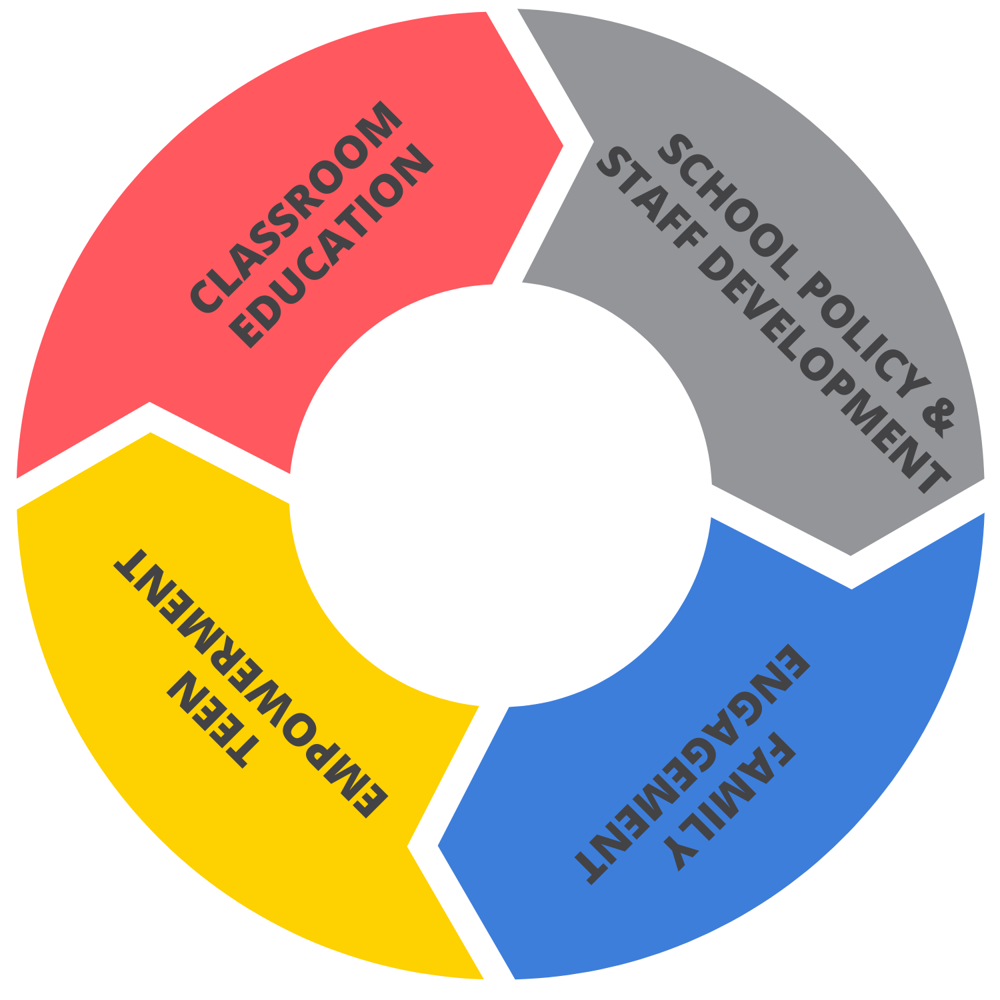 CLASSROOM
EDUCATION
SCHOOL POLICY &
STAFF DEVELOPMENT
FAMILY
ENGAGEMENT
TEEN
EMPOWERMENT